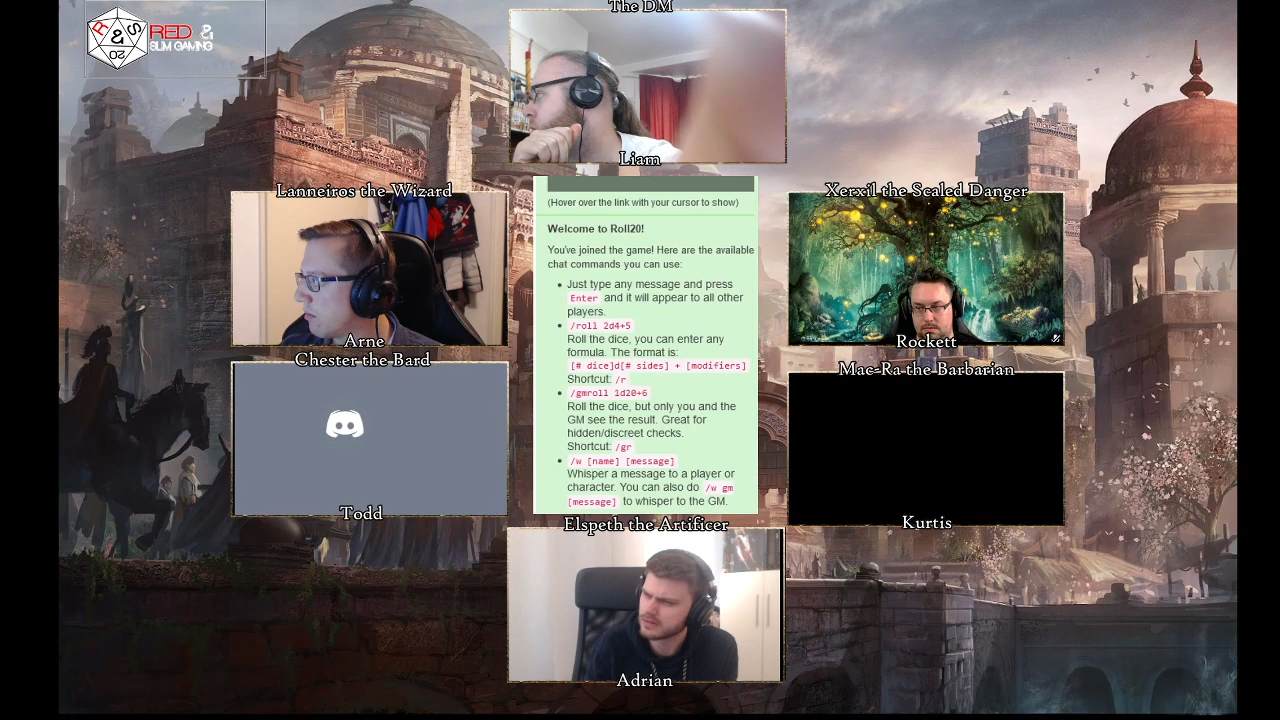 The DM
R & S
20
RED &
SLIM GAMING
Liam
Lanneiros the Wizard
Arne
Xerxil the Scaled Danger
Rockett
(Hover over the link with your cursor to show)
Welcome to Roll20!
You've joined the game! Here are the available
chat commands you can use:
• Just type any message and press
Enter and it will appear to all other
players.
• /roll 2d4+5
Roll the dice, you can enter any
formula. The format is:
[# dice]d[# sides] + [modifiers]
Shortcut: /r
• /gmroll 1d20+6
Roll the dice, but only you and the
GM see the result. Great for
hidden/discreet checks.
Shortcut: /gr
• /w [name] [message]
Whisper a message to a player or
character. You can also do /w gm
[message] to whisper to the GM.
Chester the Bard
Todd
Mac-Ra the Barbarian
Kurtis
Elspeth the Artificer
Adrian